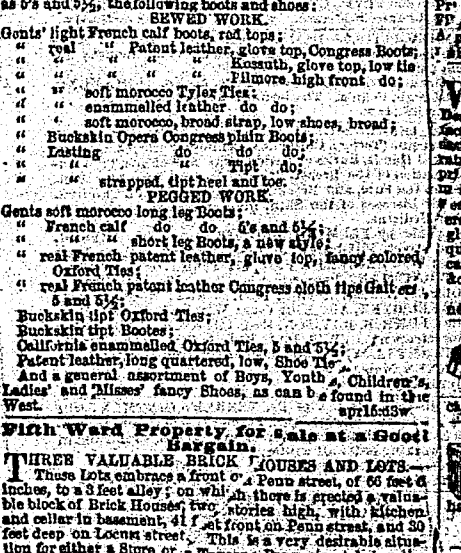 as 6's and 5½, the following boots and shoes:
SEWED WORK.
Gents' light French calf boots, red tops;
“ real “ Patent leather, glove top, Congress Boots;
“ “ “ “ Kossuth, glove top, low tie
“ “ “ “ Filmore high front do;
“ “ soft morocco Tyler Ties;
“ “ enammelled leather do do;
“ “ soft morocco, broad strap, low shoes, broad;
“ Buckskin Opera Congress plain Boots;
“ Lasting do do do;
“ “ “ Tipt do;
“ “ strapped, tipt heel and toe.
PEGGED WORK.
Gents soft morocco long leg Boots;
“ French calf do do 6's and 5½;
“ “ “ short leg Boots, a new style;
“ real French patent leather, glove top, fancy colored,
Oxford Ties;
“ real French patent leather Congress cloth tips Gaiters,
5 and 5½;
Buckskin tipt Oxford Ties;
Buckskin tipt Bootes;
California enammelled Oxford Ties, 5 and 5½;
Patent leather, long quartered, low, Shoe Tie
And a general assortment of Boys, Youth's, Children's,
Ladies' and Misses' fancy Shoes, as can be found in the
West. apr15:d3w
Fifth Ward Property for sale at a Good
Bargain.
THREE VALUABLE BRICK HOUSES AND LOTS.—
These Lots embrace a front on Penn street, of 66 feet 6
inches, to a 3 feet alley; on which there is erected a valua-
ble block of Brick Houses, two stories high, with kitchen
and cellar in basement, 41 feet front on Penn street, and 30
feet deep on Locust street. This is a very desirable situa-
tion for either a Store or a